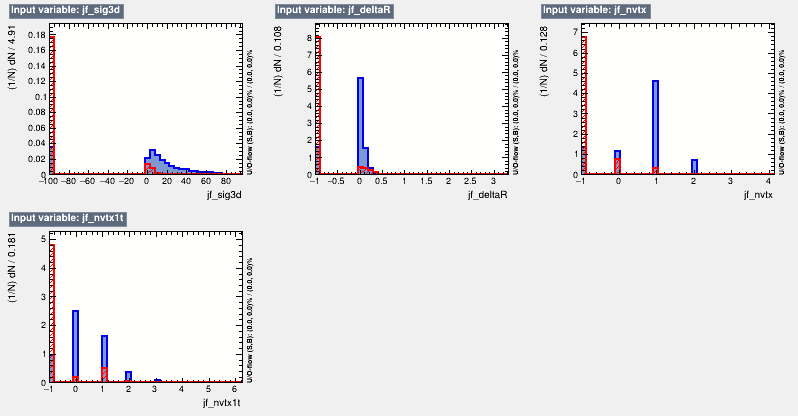 Input variable: jf_sig3d
(1/N) dN / 4.91
0.18
0.16
0.14
0.12
0.1
0.08
0.06
0.04
0.02
0
−100 −80 −60 −40 −20 0 20 40 60 80
jf_sig3d
U/O-flow (S,B): (0.0, 0.0)% / (0.0, 0.0)%
Input variable: jf_deltaR
(1/N) dN / 0.108
8
7
6
5
4
3
2
1
0
−1 −0.5 0 0.5 1 1.5 2 2.5 3
jf_deltaR
U/O-flow (S,B): (0.0, 0.0)% / (0.0, 0.0)%
Input variable: jf_nvtx
(1/N) dN / 0.128
7
6
5
4
3
2
1
0
−1 0 1 2 3 4
jf_nvtx
U/O-flow (S,B): (0.0, 0.0)% / (0.0, 0.0)%
Input variable: jf_nvtx1t
(1/N) dN / 0.181
5
4
3
2
1
0
−1 0 1 2 3 4 5 6
jf_nvtx1t
U/O-flow (S,B): (0.0, 0.0)% / (0.0, 0.0)%